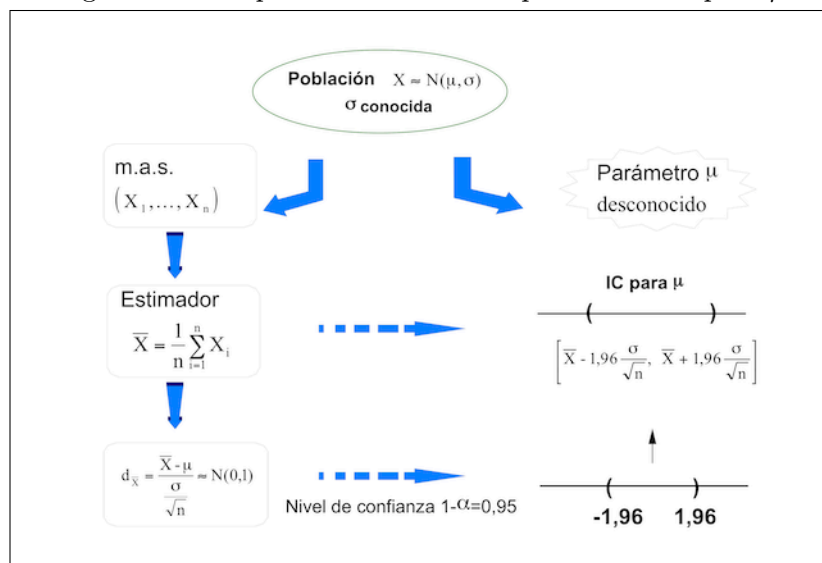 Población X ≈ N(μ,σ)
σ conocida
m.a.s.
(X₁,…,Xₙ)
Parámetro μ
desconocido
Estimador
X̅ = 1/n ∑ᵢ₌₁ⁿ Xᵢ
IC para μ
( )
[X̅ - 1,96 σ/√n, X̅ + 1,96 σ/√n]
d_X̅ = (X̅ - μ)/(σ/√n) ≈ N(0,1)
Nivel de confianza 1-α=0,95
( )
-1,96 1,96